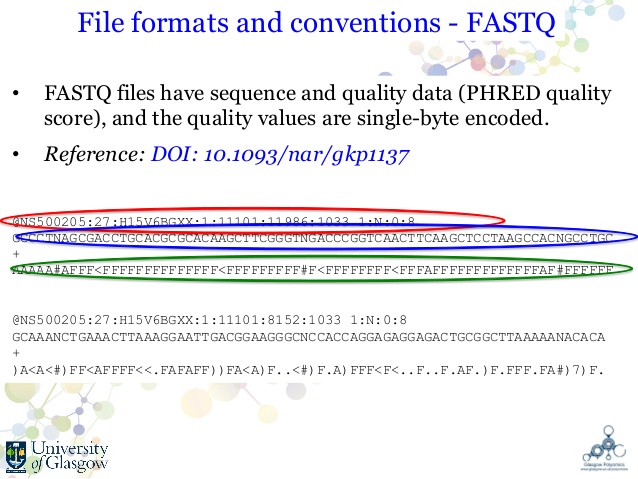 File formats and conventions - FASTQ
• FASTQ files have sequence and quality data (PHRED quality
score), and the quality values are single-byte encoded.
• Reference: DOI: 10.1093/nar/gkp1137
@NS500205:27:H15V6BGXX:1:11101:11986:1033 1:N:0:8
GCCTNAGCGACCTGCACGCGCACAAGCTTCGGGTNGACCCGGTCAACTTCAAGCTCCTAAGCCACNGCCTGC
+
AAAAA#AFFF<FFFFFFFFFFFFFF<FFFFFFFFF#F<FFFFFFFF<FFFAFFFFFFFFFFFFFAF#FFFFFF
@NS500205:27:H15V6BGXX:1:11101:8152:1033 1:N:0:8
GCAAANCTGAAACTTAAAGGAATTGACGGAAGGGCNCCACCAGGAGAGGAGACTGCGGCTTAAAAANACACA
+
)A<A<#)FF<AFFFF<<.FAFAFF))FA<A)F..<#)F.A)FFF<F<..F..F.AF.)F.FFF.FA#)7)F.
University
of Glasgow
Glasgow Polyomics